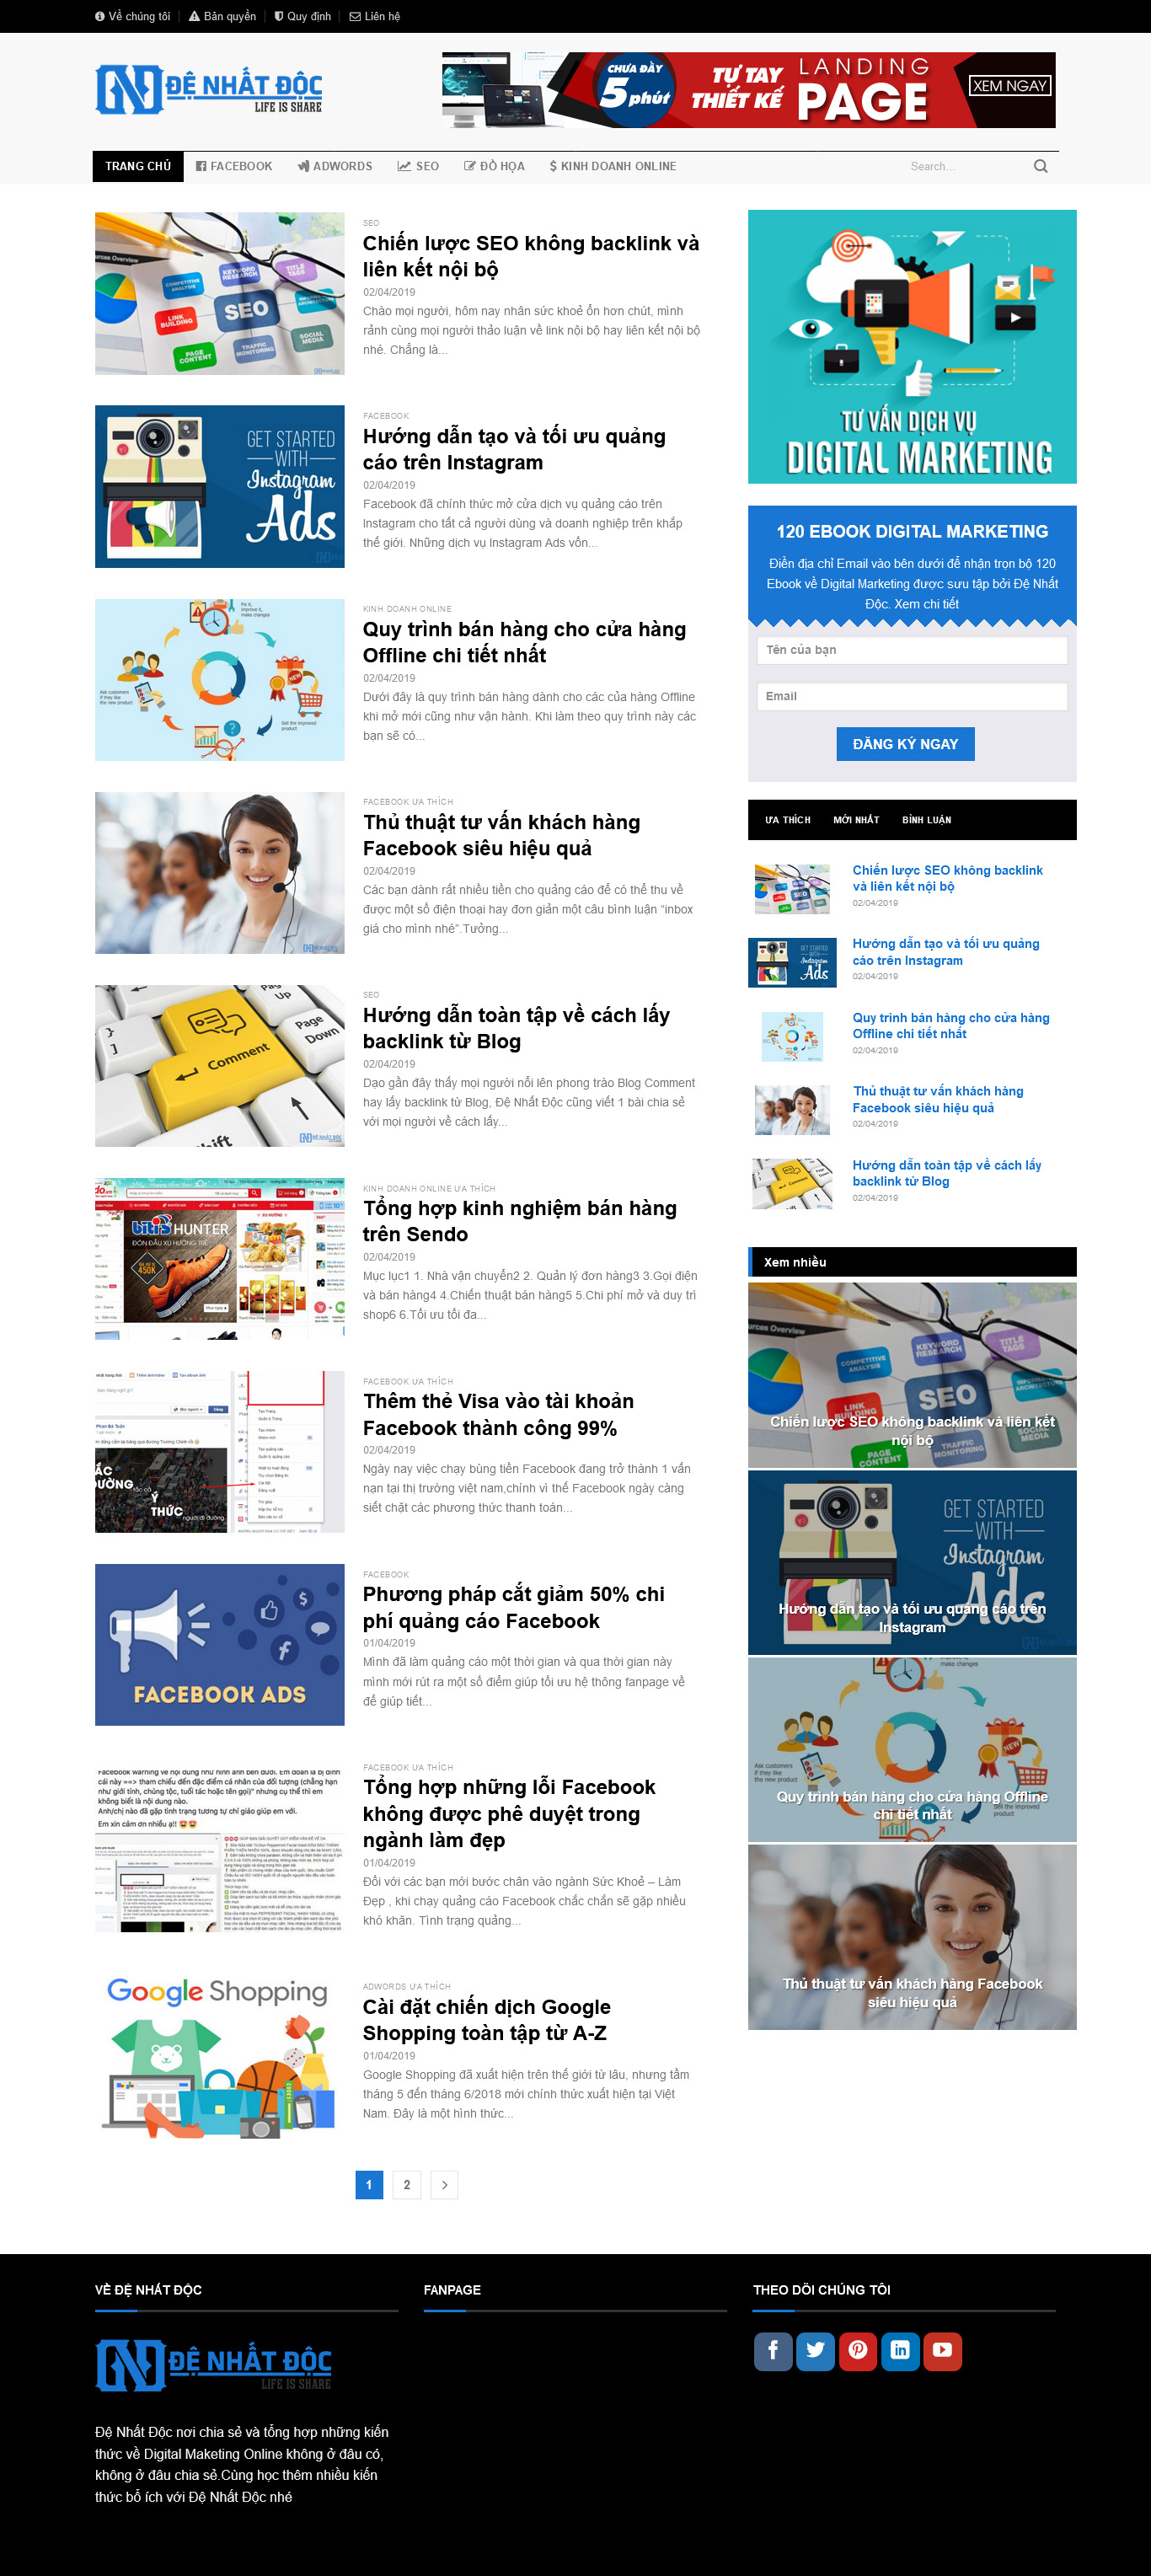 Về chúng tôi
Bản quyền
Quy định
Liên hệ
ĐỆ NHẤT ĐỘC
LIFE IS SHARE
CHƯA ĐẦY
5 phút
TỰ TAY
THIẾT KẾ
LANDING
PAGE
XEM NGAY
TRANG CHỦ
FACEBOOK
ADWORDS
SEO
ĐỒ HỌA
KINH DOANH ONLINE
Search...
SEO
Chiến lược SEO không backlink và
liên kết nội bộ
02/04/2019
Chào mọi người, hôm nay nhân sức khoẻ ổn hơn chút, mình
rảnh cùng mọi người thảo luận về link nội bộ hay liên kết nội bộ
nhé. Chẳng là...
FACEBOOK
Hướng dẫn tạo và tối ưu quảng
cáo trên Instagram
02/04/2019
Facebook đã chính thức mở cửa dịch vụ quảng cáo trên
Instagram cho tất cả người dùng và doanh nghiệp trên khắp
thế giới. Những dịch vụ Instagram Ads vốn...
GET STARTED
WITH
Instagram
Ads
KINH DOANH ONLINE
Quy trình bán hàng cho cửa hàng
Offline chi tiết nhất
02/04/2019
Dưới đây là quy trình bán hàng dành cho các của hàng Offline
khi mở mới cũng như vận hành. Khi làm theo quy trình này các
bạn sẽ có...
FACEBOOK ƯA THÍCH
Thủ thuật tư vấn khách hàng
Facebook siêu hiệu quả
02/04/2019
Các bạn dành rất nhiều tiền cho quảng cáo để có thể thu về
được một số điện thoại hay đơn giản một câu bình luận “inbox
giá cho mình nhé”.Tưởng...
SEO
Hướng dẫn toàn tập về cách lấy
backlink từ Blog
02/04/2019
Dạo gần đây thấy mọi người nổi lên phong trào Blog Comment
hay lấy backlink từ Blog, Đệ Nhất Độc cũng viết 1 bài chia sẻ
với mọi người về cách lấy...
Page
Down
Comment
Shift
KINH DOANH ONLINE ƯA THÍCH
Tổng hợp kinh nghiệm bán hàng
trên Sendo
02/04/2019
Mục lục1 1. Nhà vận chuyển2 2. Quản lý đơn hàng3 3.Gọi điện
và bán hàng4 4.Chiến thuật bán hàng5 5.Chi phí mở và duy trì
shop6 6.Tối ưu tối đa...
FACEBOOK ƯA THÍCH
Thêm thẻ Visa vào tài khoản
Facebook thành công 99%
02/04/2019
Ngày nay việc chạy bùng tiền Facebook đang trở thành 1 vấn
nạn tại thị trường việt nam,chính vì thế Facebook ngày càng
siết chặt các phương thức thanh toán...
FACEBOOK
Phương pháp cắt giảm 50% chi
phí quảng cáo Facebook
01/04/2019
Mình đã làm quảng cáo một thời gian và qua thời gian này
mình mới rút ra một số điểm giúp tối ưu hệ thông fanpage về
để giúp tiết...
FACEBOOK ADS
FACEBOOK ƯA THÍCH
Tổng hợp những lỗi Facebook
không được phê duyệt trong
ngành làm đẹp
01/04/2019
Đối với các bạn mới bước chân vào ngành Sức Khoẻ – Làm
Đẹp , khi chạy quảng cáo Facebook chắc chắn sẽ gặp nhiều
khó khăn. Tình trạng quảng...
ADWORDS ƯA THÍCH
Cài đặt chiến dịch Google
Shopping toàn tập từ A-Z
01/04/2019
Google Shopping đã xuất hiện trên thế giới từ lâu, nhưng tầm
tháng 5 đến tháng 6/2018 mới chính thức xuất hiện tại Việt
Nam. Đây là một hình thức...
Google Shopping
1
2
TƯ VẤN DỊCH VỤ
DIGITAL MARKETING
120 EBOOK DIGITAL MARKETING
Điền địa chỉ Email vào bên dưới để nhận trọn bộ 120
Ebook về Digital Marketing được sưu tập bởi Đệ Nhất
Độc. Xem chi tiết
Tên của bạn
Email
ĐĂNG KÝ NGAY
ƯA THÍCH
MỚI NHẤT
BÌNH LUẬN
Chiến lược SEO không backlink
và liên kết nội bộ
02/04/2019
Hướng dẫn tạo và tối ưu quảng
cáo trên Instagram
02/04/2019
Quy trình bán hàng cho cửa hàng
Offline chi tiết nhất
02/04/2019
Thủ thuật tư vấn khách hàng
Facebook siêu hiệu quả
02/04/2019
Hướng dẫn toàn tập về cách lấy
backlink từ Blog
02/04/2019
Xem nhiều
Chiến lược SEO không backlink và liên kết
nội bộ
Hướng dẫn tạo và tối ưu quảng cáo trên
Instagram
Quy trình bán hàng cho cửa hàng Offline
chi tiết nhất
Thủ thuật tư vấn khách hàng Facebook
siêu hiệu quả
VỀ ĐỆ NHẤT ĐỘC
ĐỆ NHẤT ĐỘC
LIFE IS SHARE
Đệ Nhất Độc nơi chia sẻ và tổng hợp những kiến
thức về Digital Maketing Online không ở đâu có,
không ở đâu chia sẻ.Cùng học thêm nhiều kiến
thức bổ ích với Đệ Nhất Độc nhé
FANPAGE
THEO DÕI CHÚNG TÔI